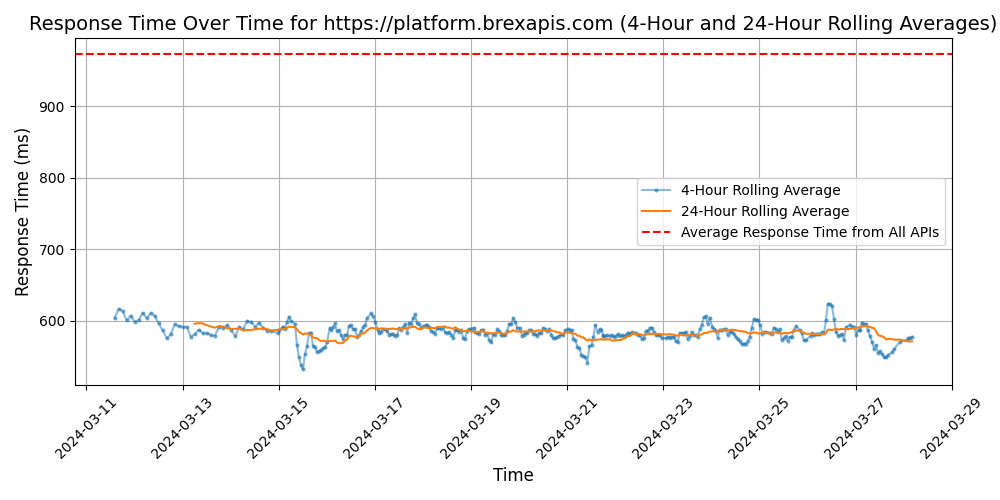 Response Time Over Time for https://platform.brexapis.com (4-Hour and 24-Hour Rolling Averages)
Response Time (ms)
900
800
700
600
4-Hour Rolling Average
24-Hour Rolling Average
Average Response Time from All APIs
2024-03-11
2024-03-13
2024-03-15
2024-03-17
2024-03-19
2024-03-21
2024-03-23
2024-03-25
2024-03-27
2024-03-29
Time